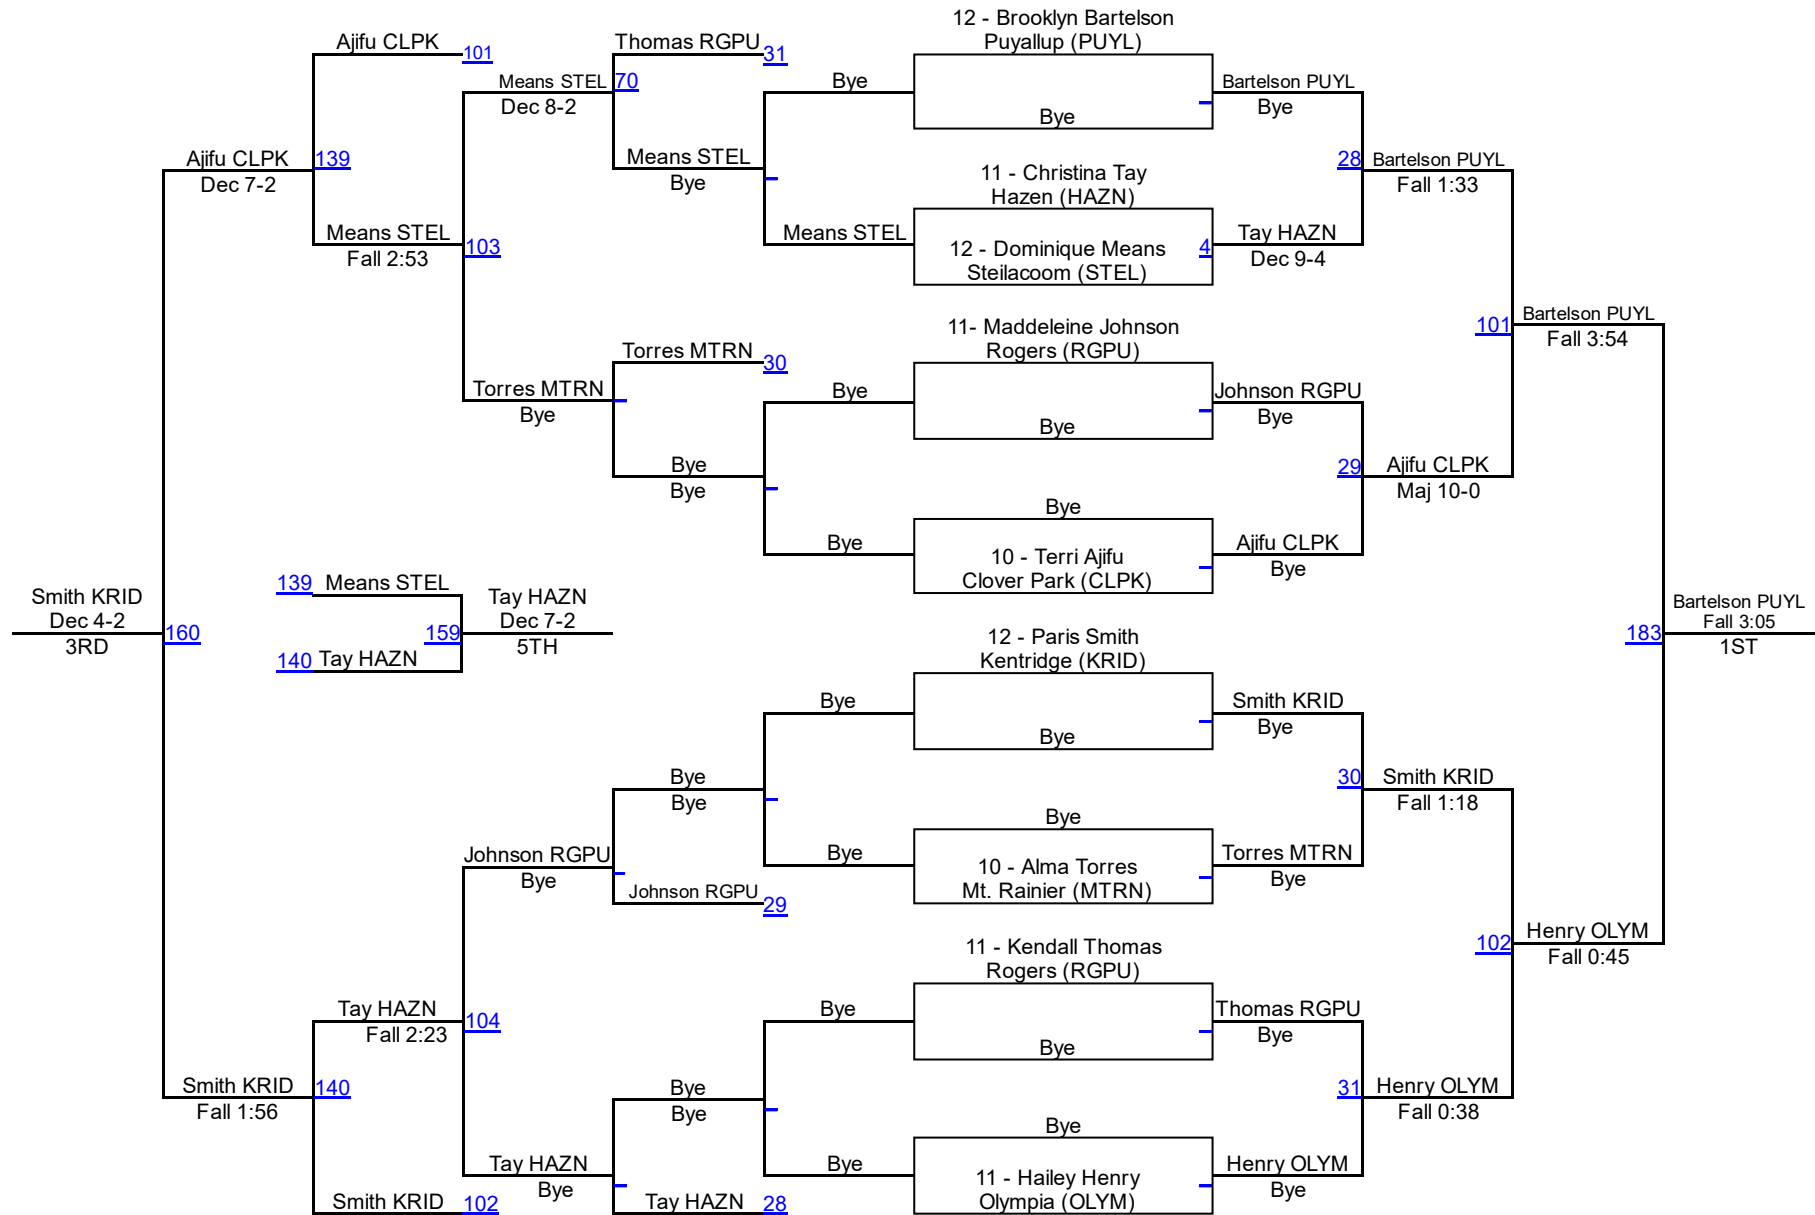 12 - Brooklyn Bartelson
Puyallup (PUYL)
Ajifu CLPK
101
Thomas RGPU
31
Means STEL
70
Dec 8-2
Bye
Bartelson PUYL
Bye
Bye
Ajifu CLPK
139
Dec 7-2
Means STEL
Bye
11 - Christina Tay
Hazen (HAZN)
28
Bartelson PUYL
Fall 1:33
Means STEL
103
Fall 2:53
Means STEL
12 - Dominique Means
Steilacoom (STEL)
4
Tay HAZN
Dec 9-4
11- Maddeleine Johnson
Rogers (RGPU)
101
Bartelson PUYL
Fall 3:54
Torres MTRN
30
Torres MTRN
Bye
Bye
Johnson RGPU
Bye
Bye
Bye
Bye
29
Ajifu CLPK
Maj 10-0
Bye
Bye
10 - Terri Ajifu
Clover Park (CLPK)
Ajifu CLPK
Bye
Smith KRID
Dec 4-2
3RD
160
139
Means STEL
140
Tay HAZN
159
Tay HAZN
Dec 7-2
5TH
12 - Paris Smith
Kentridge (KRID)
183
Bartelson PUYL
Fall 3:05
1ST
Bye
Bye
Smith KRID
Bye
Bye
Bye
30
Smith KRID
Fall 1:18
Bye
Johnson RGPU
Bye
Johnson RGPU
29
Bye
10 - Alma Torres
Mt. Rainier (MTRN)
Torres MTRN
Bye
11 - Kendall Thomas
Rogers (RGPU)
102
Henry OLYM
Fall 0:45
Tay HAZN
104
Fall 2:23
Bye
Bye
Thomas RGPU
Bye
Smith KRID
140
Fall 1:56
Bye
Bye
31
Henry OLYM
Fall 0:38
Bye
Tay HAZN
Bye
Bye
11 - Hailey Henry
Olympia (OLYM)
Henry OLYM
Bye
Smith KRID
102
Tay HAZN
28